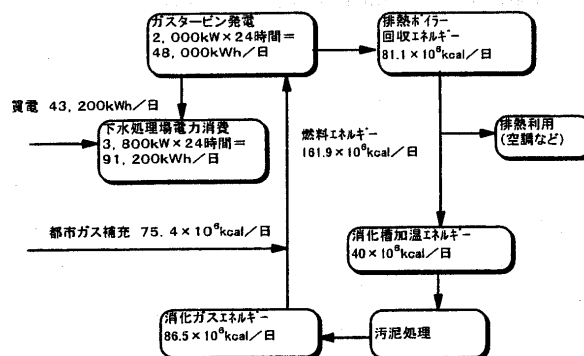 ガスタービン発電
2,000kW×24時間＝
48,000kWh/日
排熱ボイラー
回収エネルギー
81.1×10⁶kcal/日
買電 43,200kWh/日
下水処理場電力消費
3,800kW×24時間＝
91,200kWh/日
燃料エネルギー
161.9×10⁶kcal/日
排熱利用
(空調など)
都市ガス補充 75.4×10⁶kcal/日
消化槽加温エネルギー
40×10⁶kcal/日
消化ガスエネルギー
86.5×10⁶kcal/日
汚泥処理